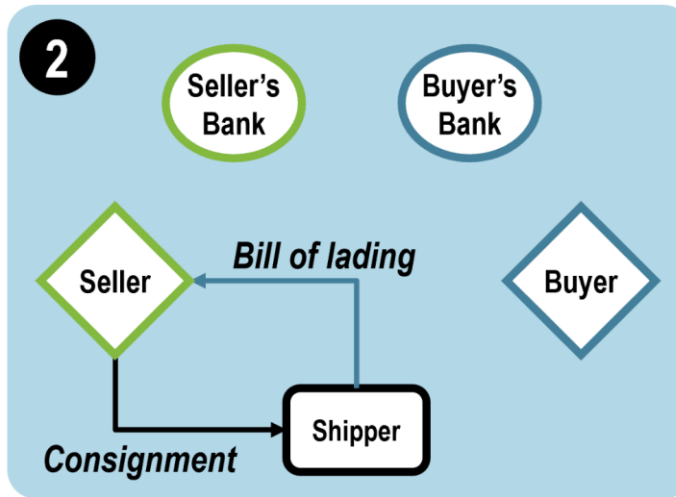 2
Seller's
Bank
Buyer's
Bank
Bill of lading
Seller
Buyer
Shipper
Consignment